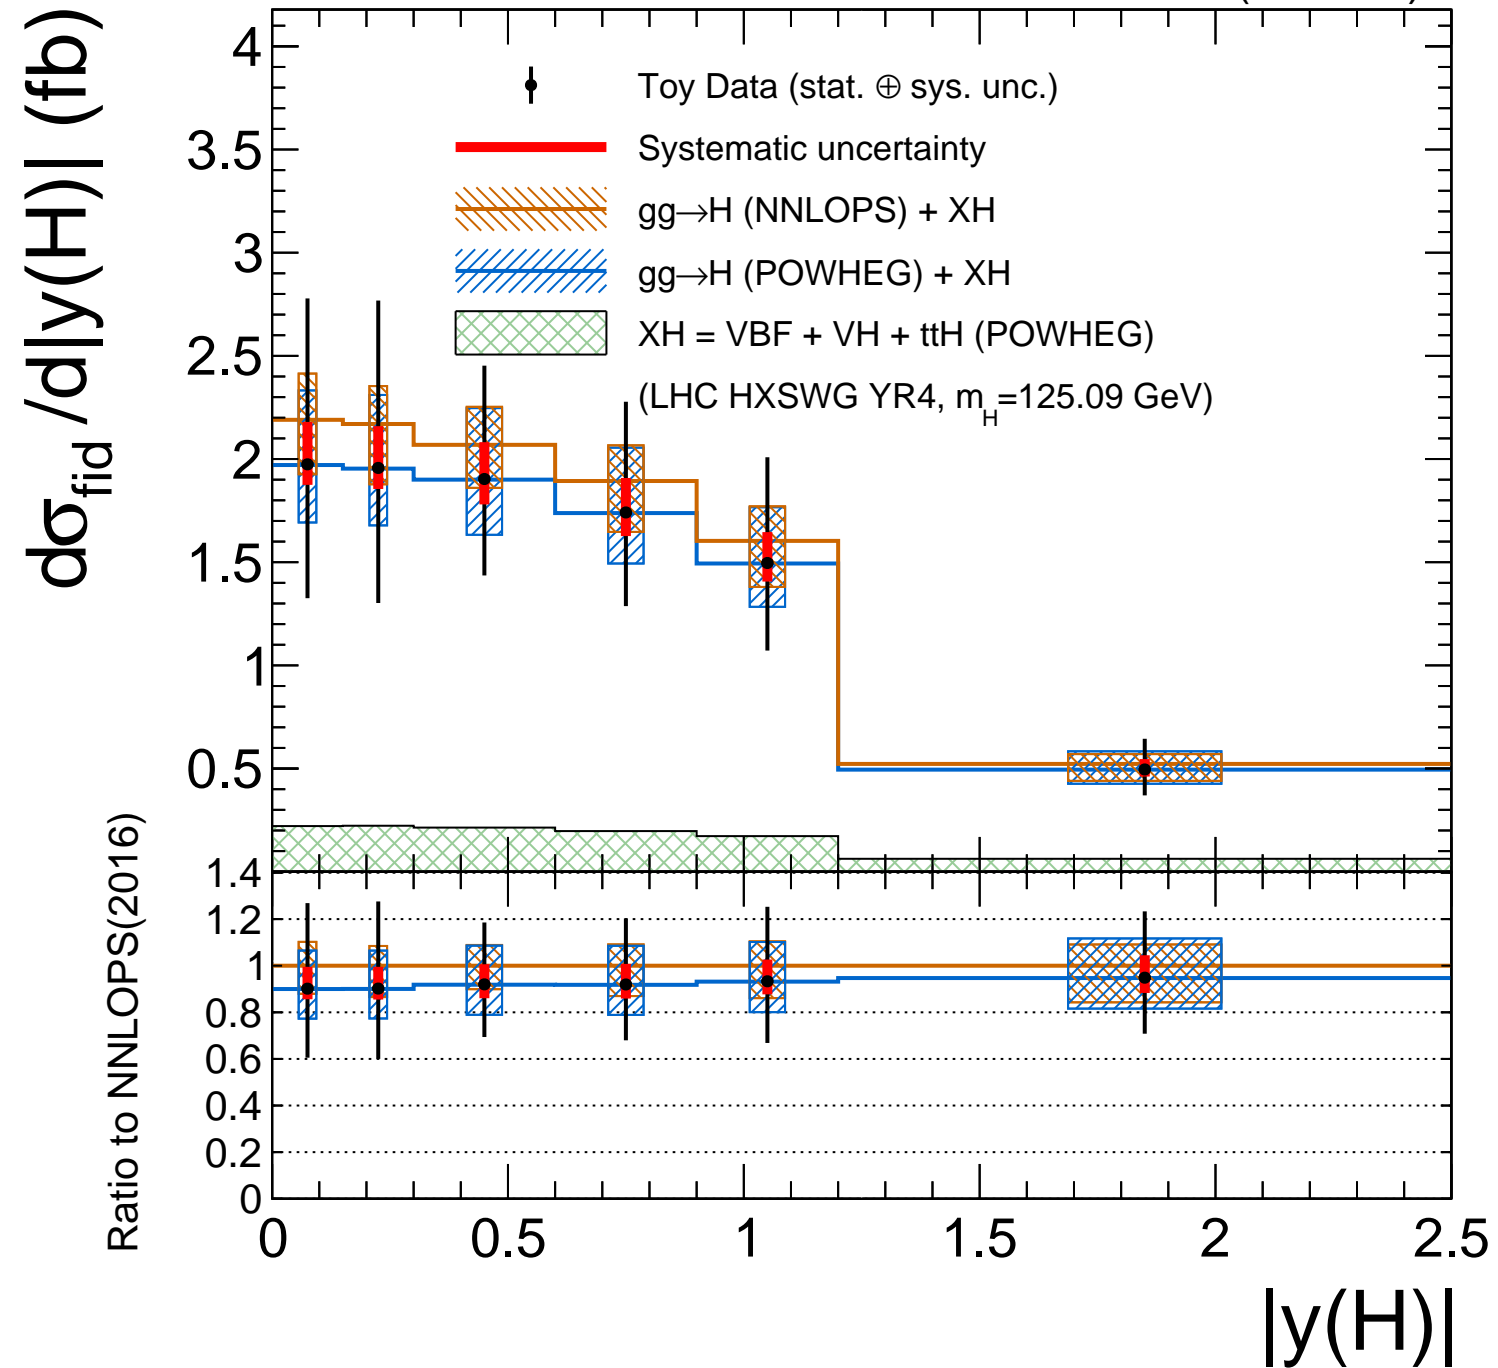 dσfid/d|y(H)| (fb)
4
3.5
3
2.5
2
1.5
1
0.5
Toy Data (stat. ⊕ sys. unc.)
Systematic uncertainty
gg→H (NNLOPS) + XH
gg→H (POWHEG) + XH
XH = VBF + VH + ttH (POWHEG)
(LHC HXSWG YR4, mH=125.09 GeV)
Ratio to NNLOPS(2016)
1.4
1.2
1
0.8
0.6
0.4
0.2
0
0 0.5 1 1.5 2 2.5
|y(H)|